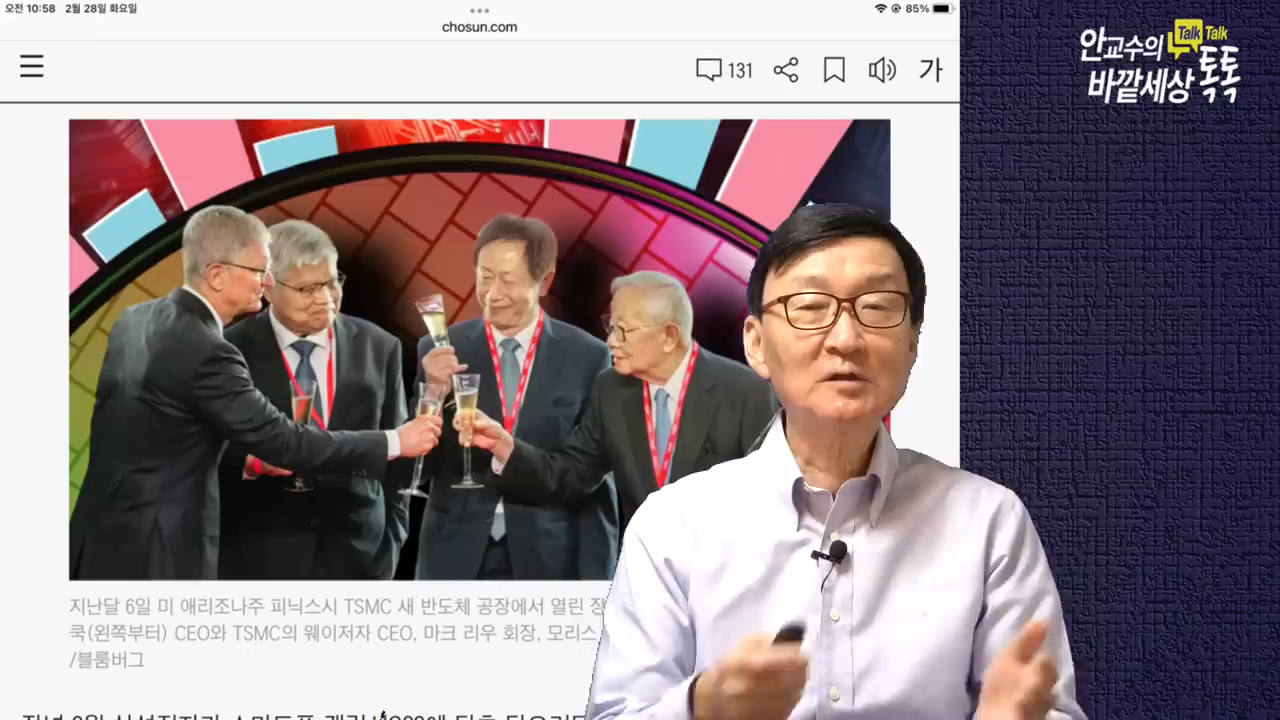 오전 10:58 2월 28일 화요일
85%
chosun.com
131
가
안교수의
Talk Talk
바깥세상 톡톡
지난달 6일 미 애리조나주 피닉스시 TSMC 새 반도체 공장에서 열린
쿡(왼쪽부터) CEO와 TSMC의 웨이저자 CEO, 마크 리우 회장, 모리스
/블룸버그